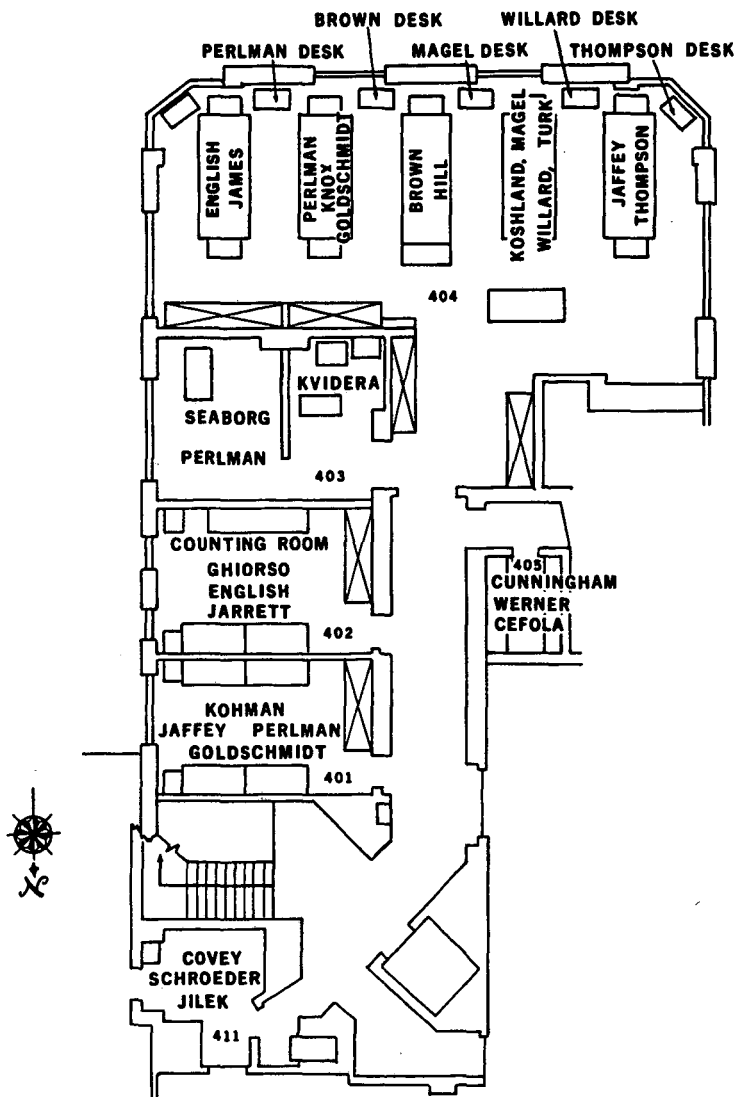 BROWN DESK
WILLARD DESK
PERLMAN DESK
MAGEL DESK
THOMPSON DESK
ENGLISH
JAMES
PERLMAN
KNOX
GOLDSCHMIDT
BROWN
HILL
KOSHLAND, MAGEL
WILLARD, TURK
JAFFEY
THOMPSON
404
KVIDERA
SEABORG
PERLMAN
403
COUNTING ROOM
GHIORSO
ENGLISH
JARRETT
402
405
CUNNINGHAM
WERNER
CEFOLA
KOHMAN
JAFFEY PERLMAN
GOLDSCHMIDT
401
N
COVEY
SCHROEDER
JILEK
411